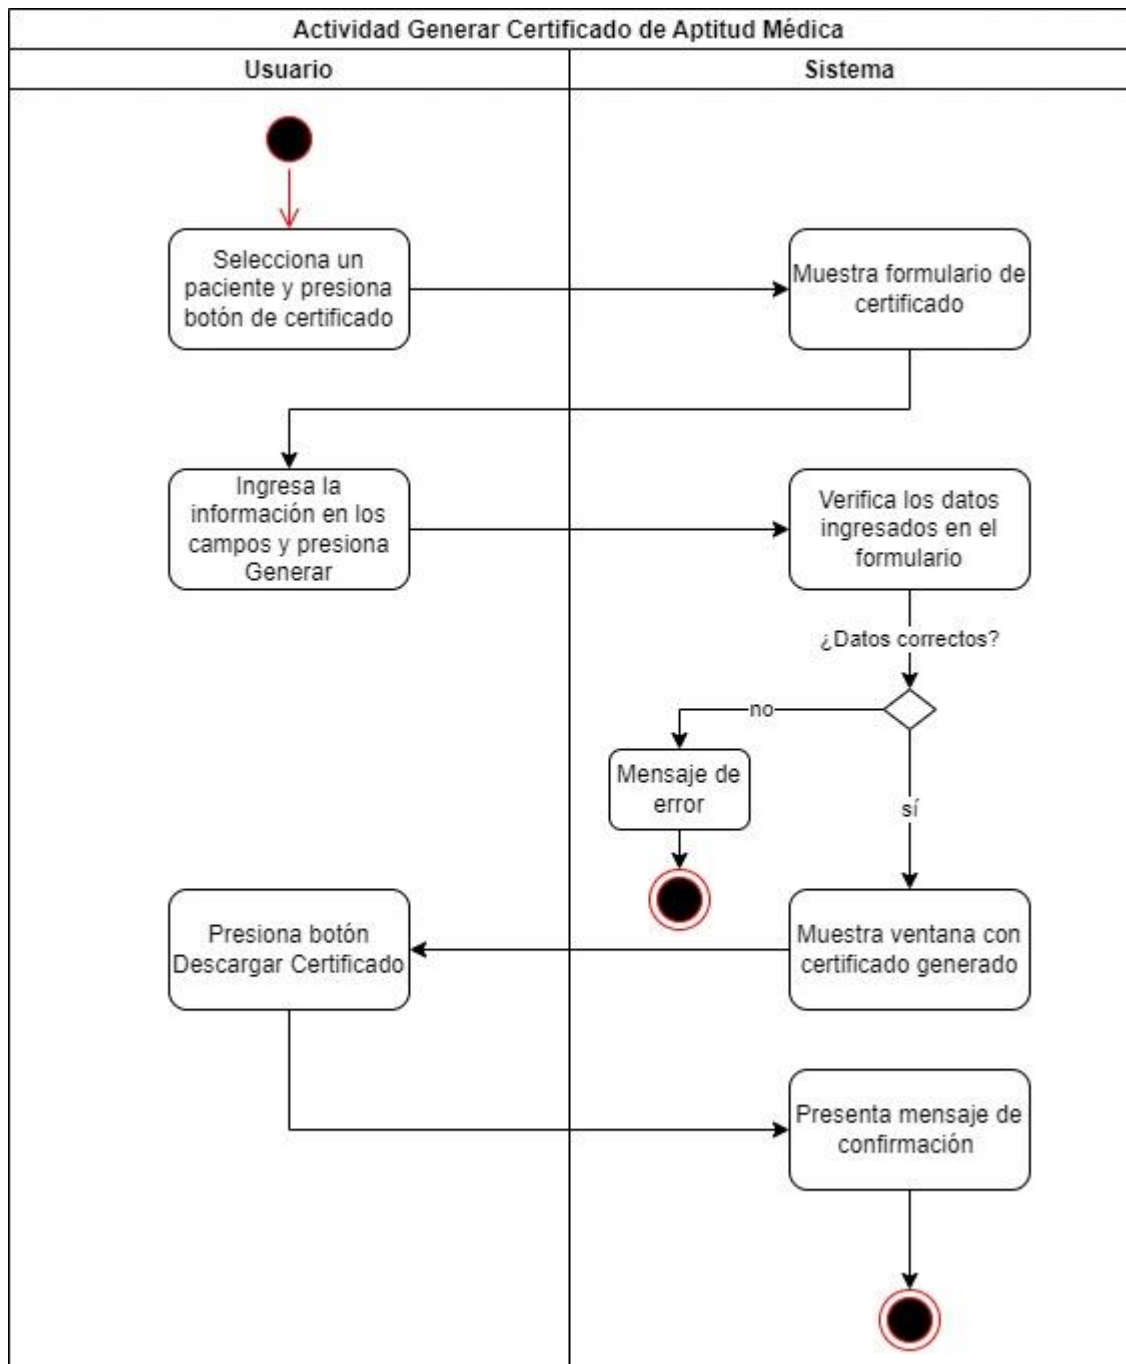 Actividad Generar Certificado de Aptitud Médica
Usuario
Sistema
Selecciona un
paciente y presiona
botón de certificado
Muestra formulario de
certificado
Ingresa la
información en los
campos y presiona
Generar
Verifica los datos
ingresados en el
formulario
¿Datos correctos?
no
Mensaje de
error
sí
Muestra ventana con
certificado generado
Presiona botón
Descargar Certificado
Presenta mensaje de
confirmación